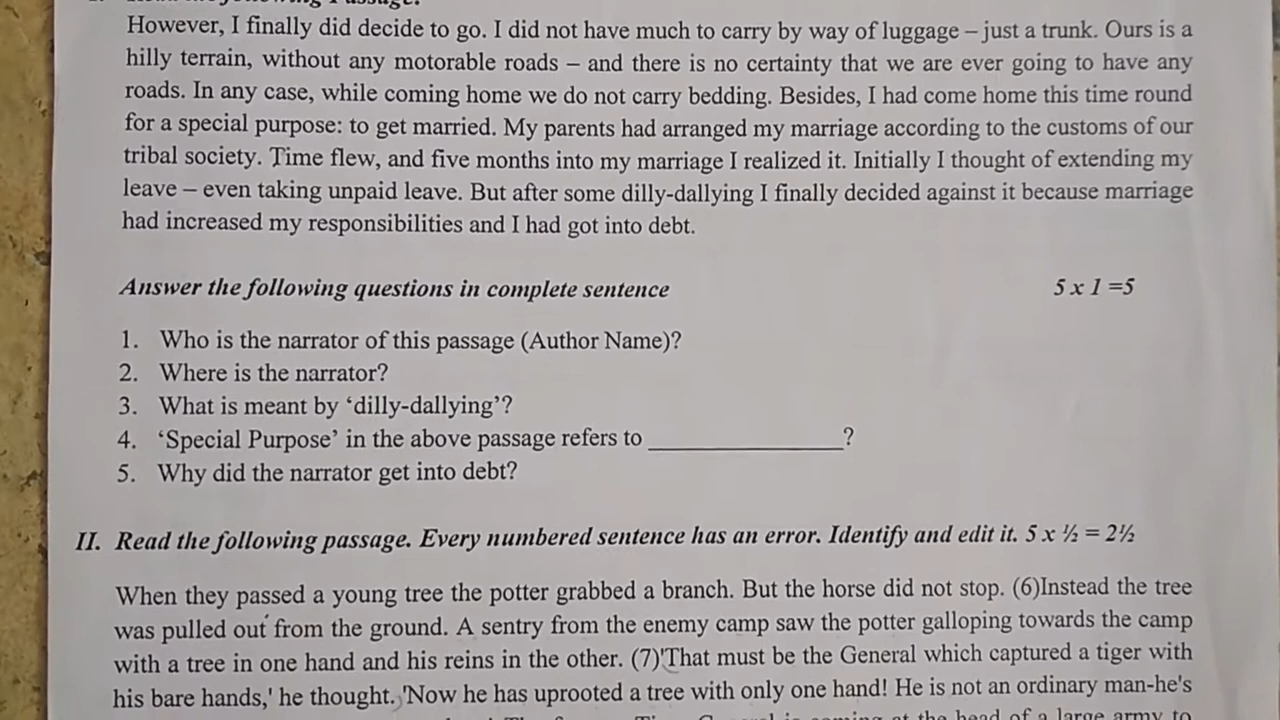 However, I finally did decide to go. I did not have much to carry by way of luggage – just a trunk. Ours is a
hilly terrain, without any motorable roads – and there is no certainty that we are ever going to have any
roads. In any case, while coming home we do not carry bedding. Besides, I had come home this time round
for a special purpose: to get married. My parents had arranged my marriage according to the customs of our
tribal society. Time flew, and five months into my marriage I realized it. Initially I thought of extending my
leave – even taking unpaid leave. But after some dilly-dallying I finally decided against it because marriage
had increased my responsibilities and I had got into debt.
Answer the following questions in complete sentence 5 x 1 =5
1. Who is the narrator of this passage (Author Name)?
2. Where is the narrator?
3. What is meant by ‘dilly-dallying’?
4. ‘Special Purpose’ in the above passage refers to ________________?
5. Why did the narrator get into debt?
II. Read the following passage. Every numbered sentence has an error. Identify and edit it. 5 x ½ = 2½
When they passed a young tree the potter grabbed a branch. But the horse did not stop. (6)Instead the tree
was pulled out from the ground. A sentry from the enemy camp saw the potter galloping towards the camp
with a tree in one hand and his reins in the other. (7)'That must be the General which captured a tiger with
his bare hands,' he thought. 'Now he has uprooted a tree with only one hand! He is not an ordinary man-he's
is coming at the head of a large army to